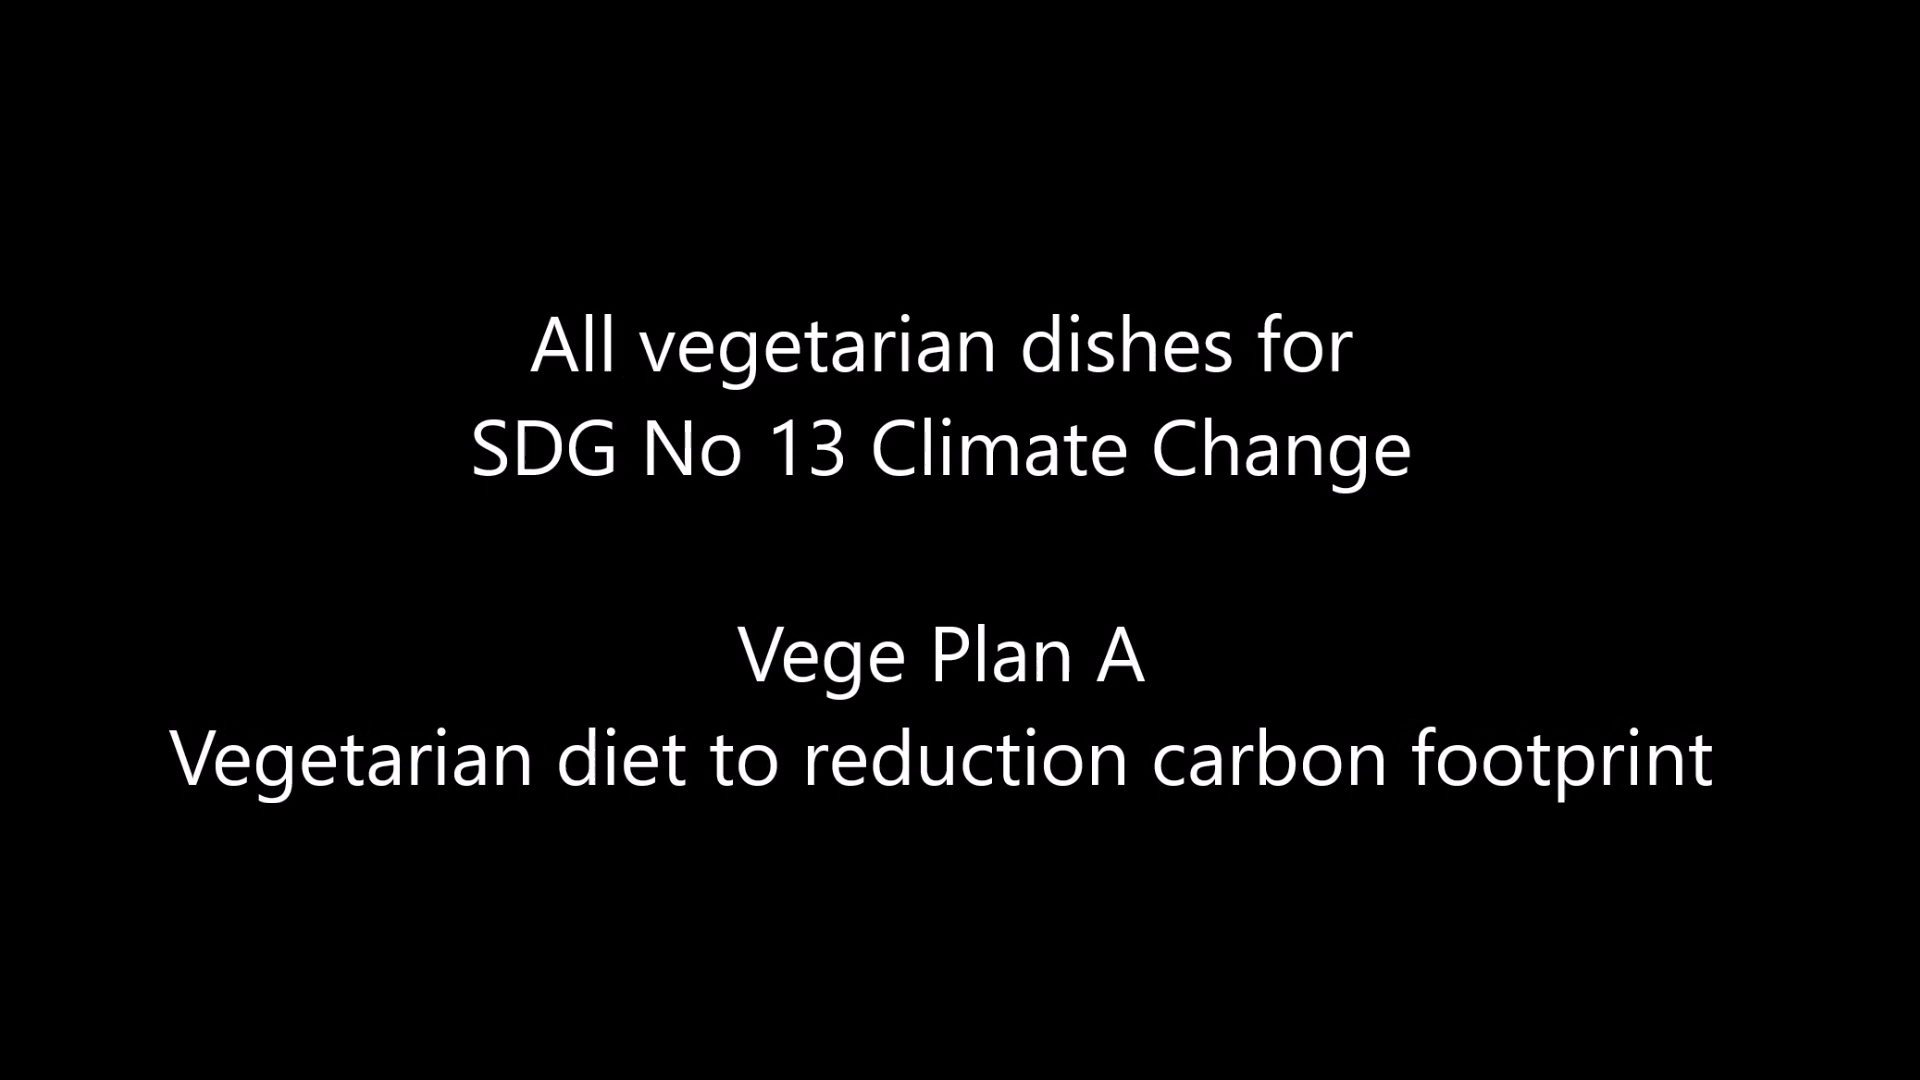 All vegetarian dishes for
SDG No 13 Climate Change
Vege Plan A
Vegetarian diet to reduction carbon footprint